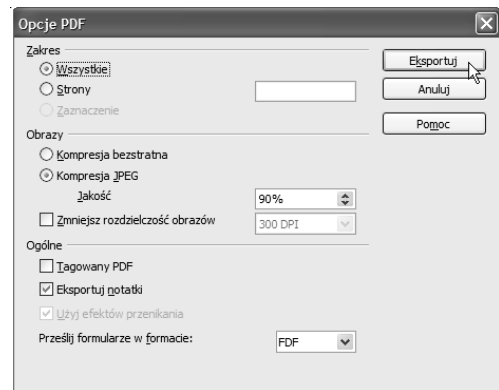 Opcje PDF
Zakres
Wszystkie
Strony
Zaznaczenie
Obrazy
Kompresja bezstratna
Kompresja JPEG
Jakość 90%
Zmniejsz rozdzielczość obrazów 300 DPI
Ogólne
Tagowany PDF
Eksportuj notatki
Użyj efektów przenikania
Prześlij formularze w formacie: FDF
Eksportuj
Anuluj
Pomoc